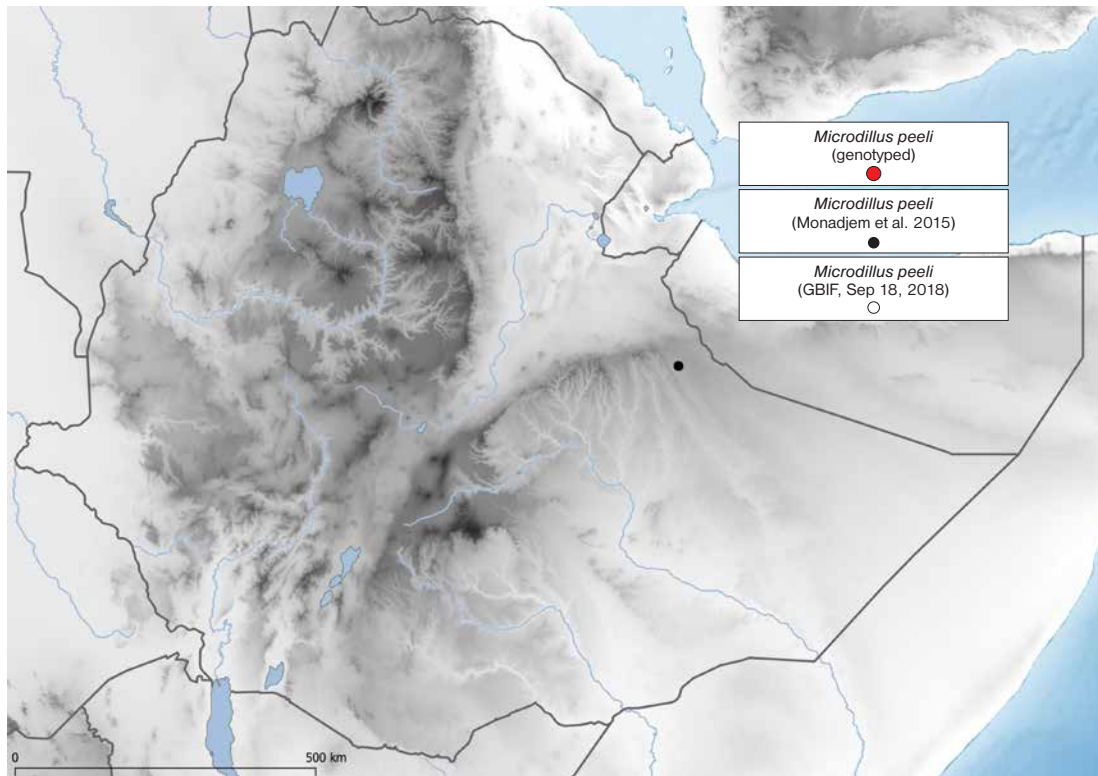 Microdillus peeli
(genotyped)
Microdillus peeli
(Monadjem et al. 2015)
Microdillus peeli
(GBIF, Sep 18, 2018)
0 500 km